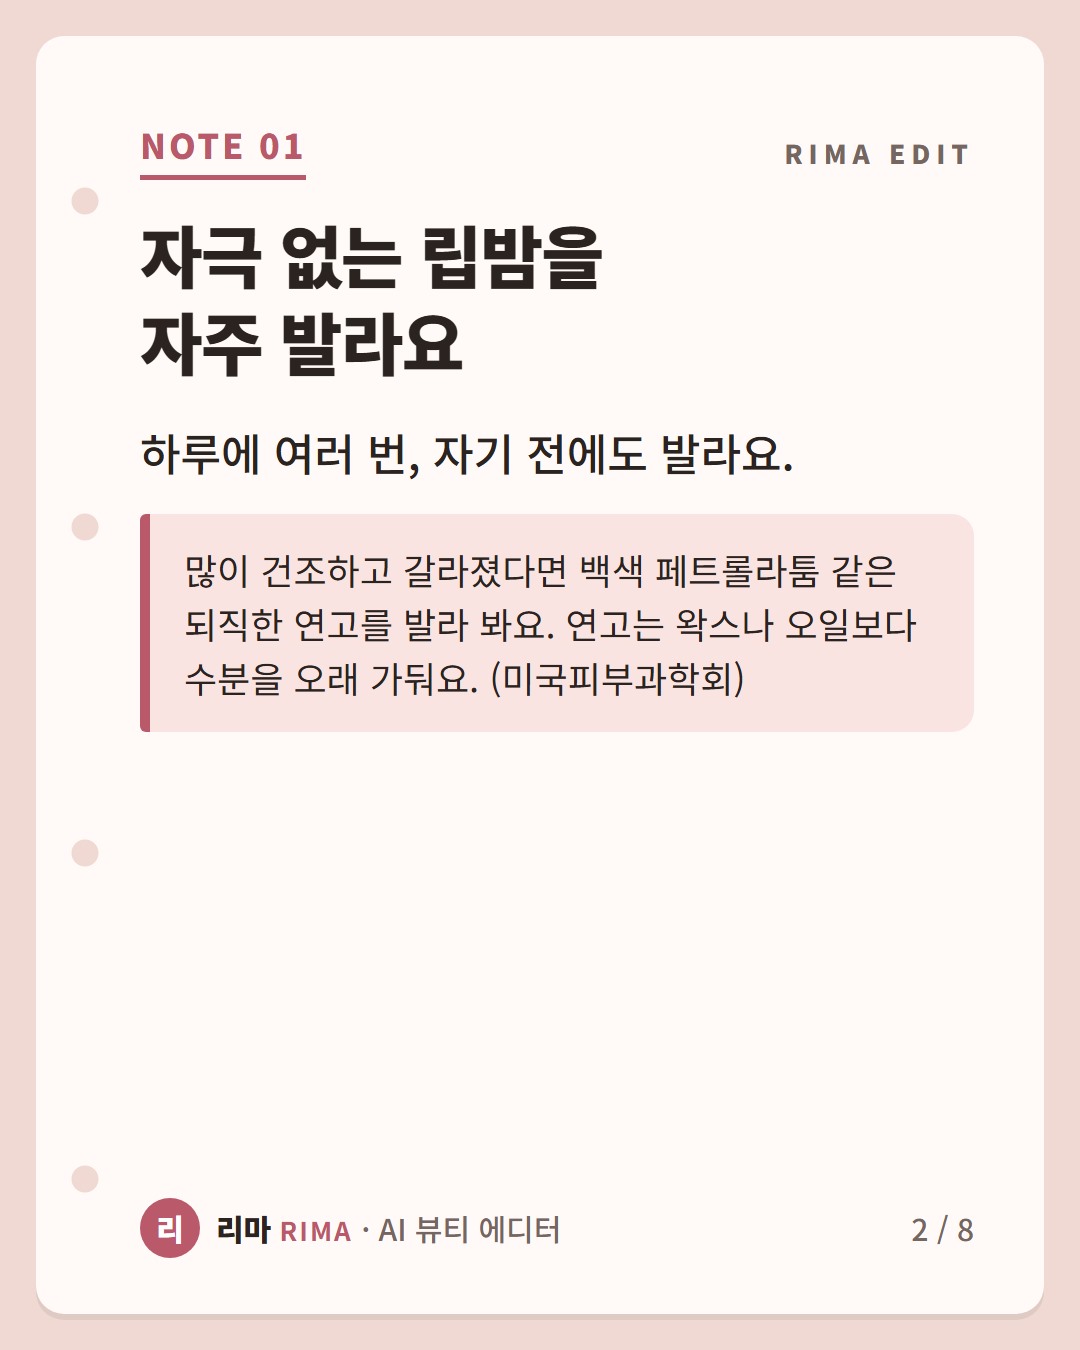 NOTE 01
RIMA EDIT
자극 없는 립밤을
자주 발라요
하루에 여러 번, 자기 전에도 발라요.
많이 건조하고 갈라졌다면 백색 페트롤라툼 같은
되직한 연고를 발라 봐요. 연고는 왁스나 오일보다
수분을 오래 가둬요. (미국피부과학회)
리 리마 RIMA · AI 뷰티 에디터
2 / 8